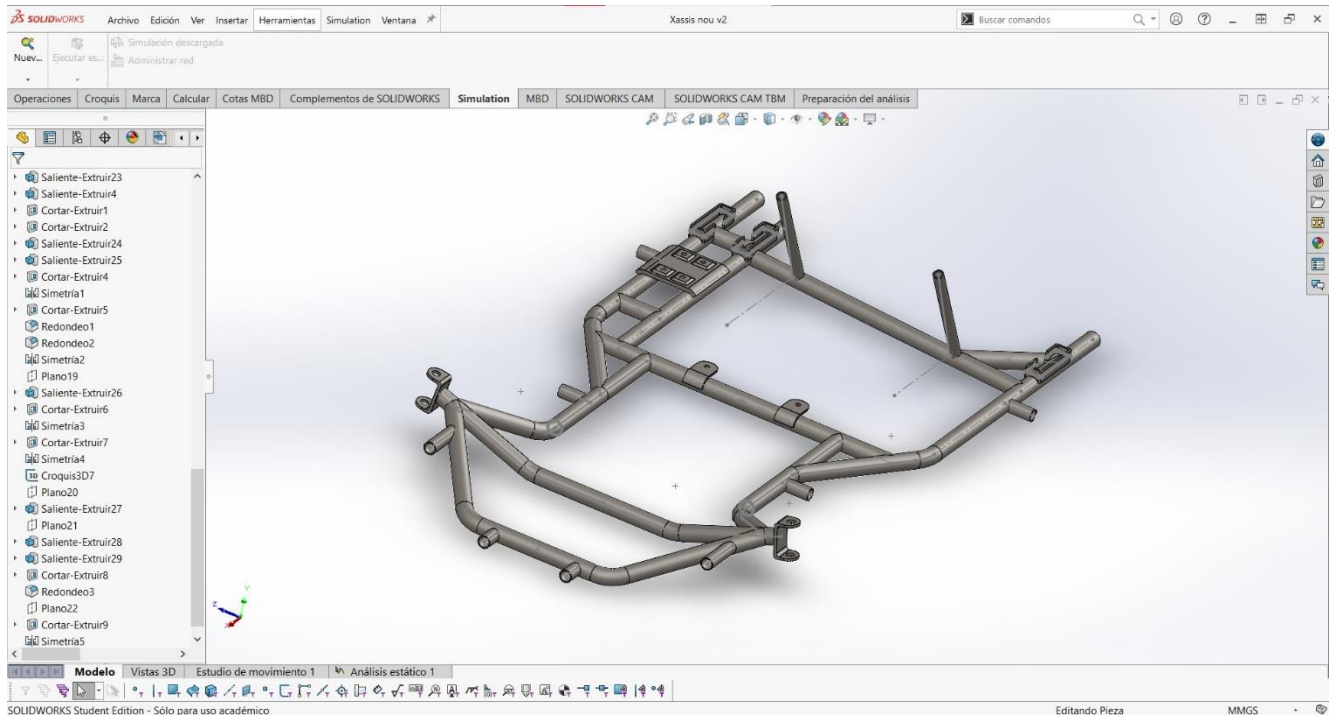 SOLIDWORKS Archivo Edición Ver Insertar Herramientas Simulation Ventana Xassis nou v2 Buscar comandos
Nuev... Ejecutar es... Simulación descargada
Administrar red
Operaciones Croquis Marca Calcular Cotas MBD Complementos de SOLIDWORKS Simulation MBD SOLIDWORKS CAM SOLIDWORKS CAM TBM Preparación del análisis
Saliente-Extruir23
Saliente-Extruir4
Cortar-Extruir1
Cortar-Extruir2
Saliente-Extruir24
Saliente-Extruir25
Cortar-Extruir4
Simetría1
Cortar-Extruir5
Redondeo1
Redondeo2
Simetría2
Plano19
Saliente-Extruir26
Cortar-Extruir6
Simetría3
Cortar-Extruir7
Simetría4
3D Croquis3D7
Plano20
Saliente-Extruir27
Plano21
Saliente-Extruir28
Saliente-Extruir29
Cortar-Extruir8
Redondeo3
Plano22
Cortar-Extruir9
Simetría5
Y
Z
X
Modelo Vistas 3D Estudio de movimiento 1 Análisis estático 1
SOLIDWORKS Student Edition - Sólo para uso académico Editando Pieza MMGS